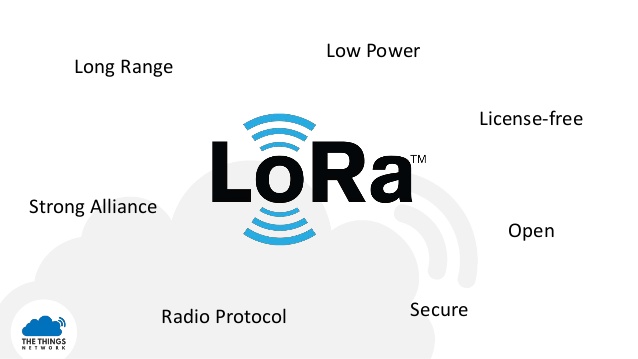 Low Power
Long Range
License-free
LoRa™
Strong Alliance
Open
Secure
Radio Protocol
THE THINGS
NETWORK